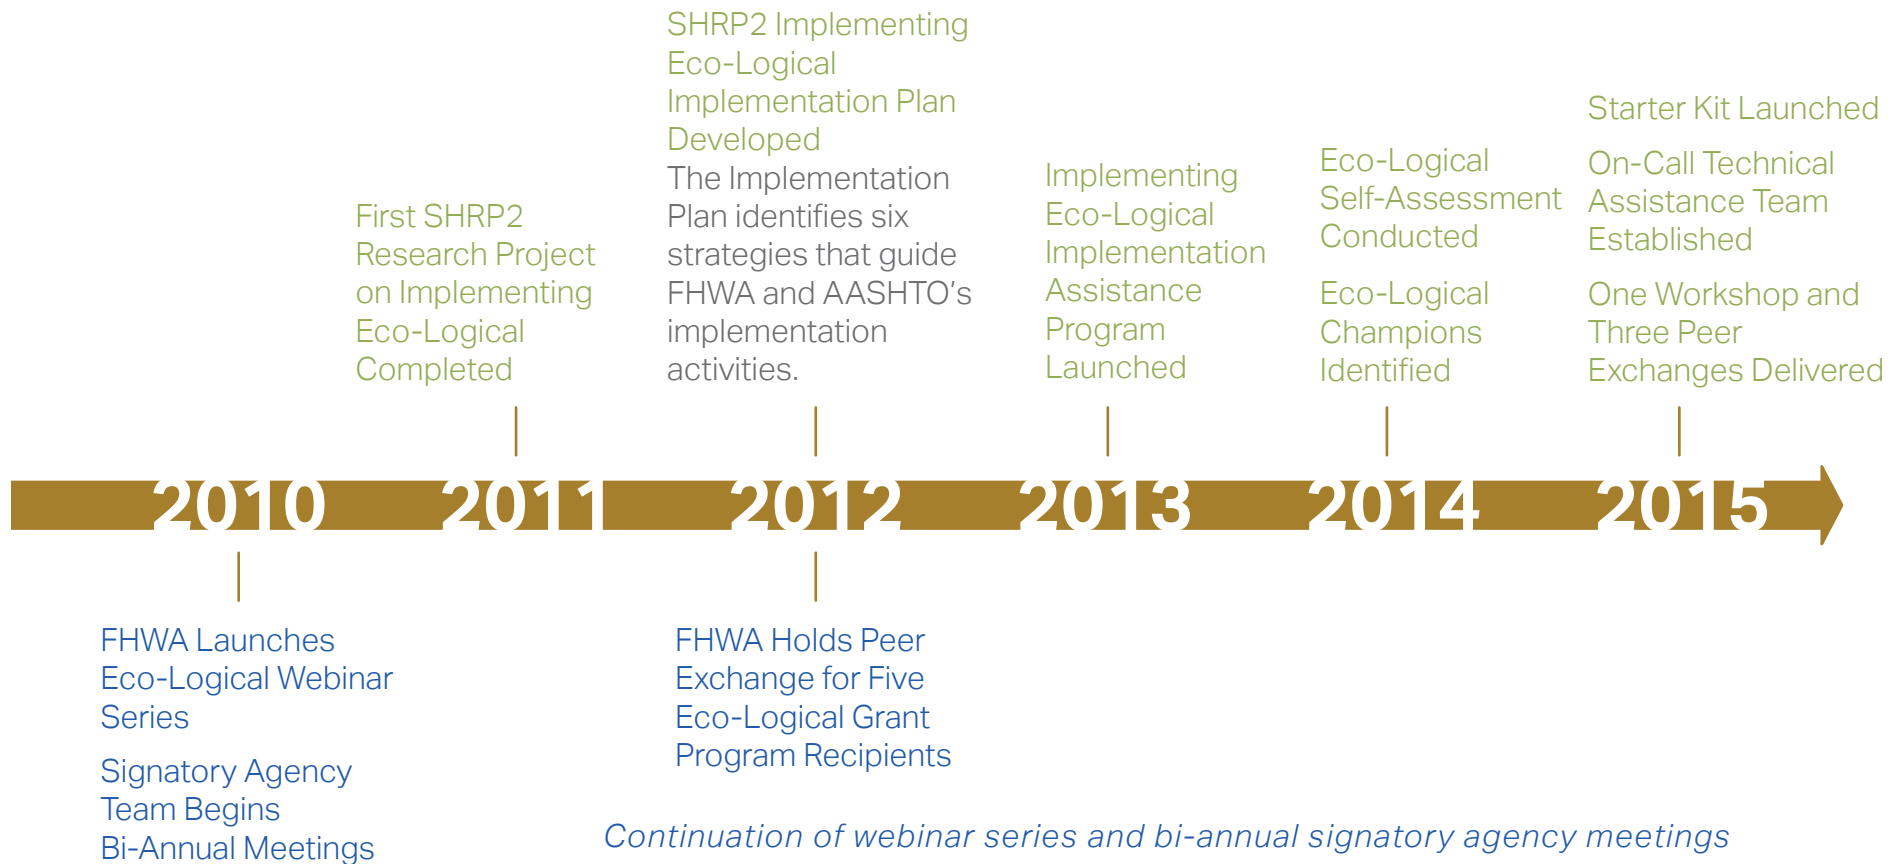 First SHRP2
Research Project
on Implementing
Eco-Logical
Completed
SHRP2 Implementing
Eco-Logical
Implementation Plan
Developed
The Implementation
Plan identifies six
strategies that guide
FHWA and AASHTO's
implementation
activities.
Implementing
Eco-Logical
Implementation
Assistance
Program
Launched
Eco-Logical
Self-Assessment
Conducted
Eco-Logical
Champions
Identified
Starter Kit Launched
On-Call Technical
Assistance Team
Established
One Workshop and
Three Peer
Exchanges Delivered
2010 2011 2012 2013 2014 2015
FHWA Launches
Eco-Logical Webinar
Series
Signatory Agency
Team Begins
Bi-Annual Meetings
FHWA Holds Peer
Exchange for Five
Eco-Logical Grant
Program Recipients
Continuation of webinar series and bi-annual signatory agency meetings